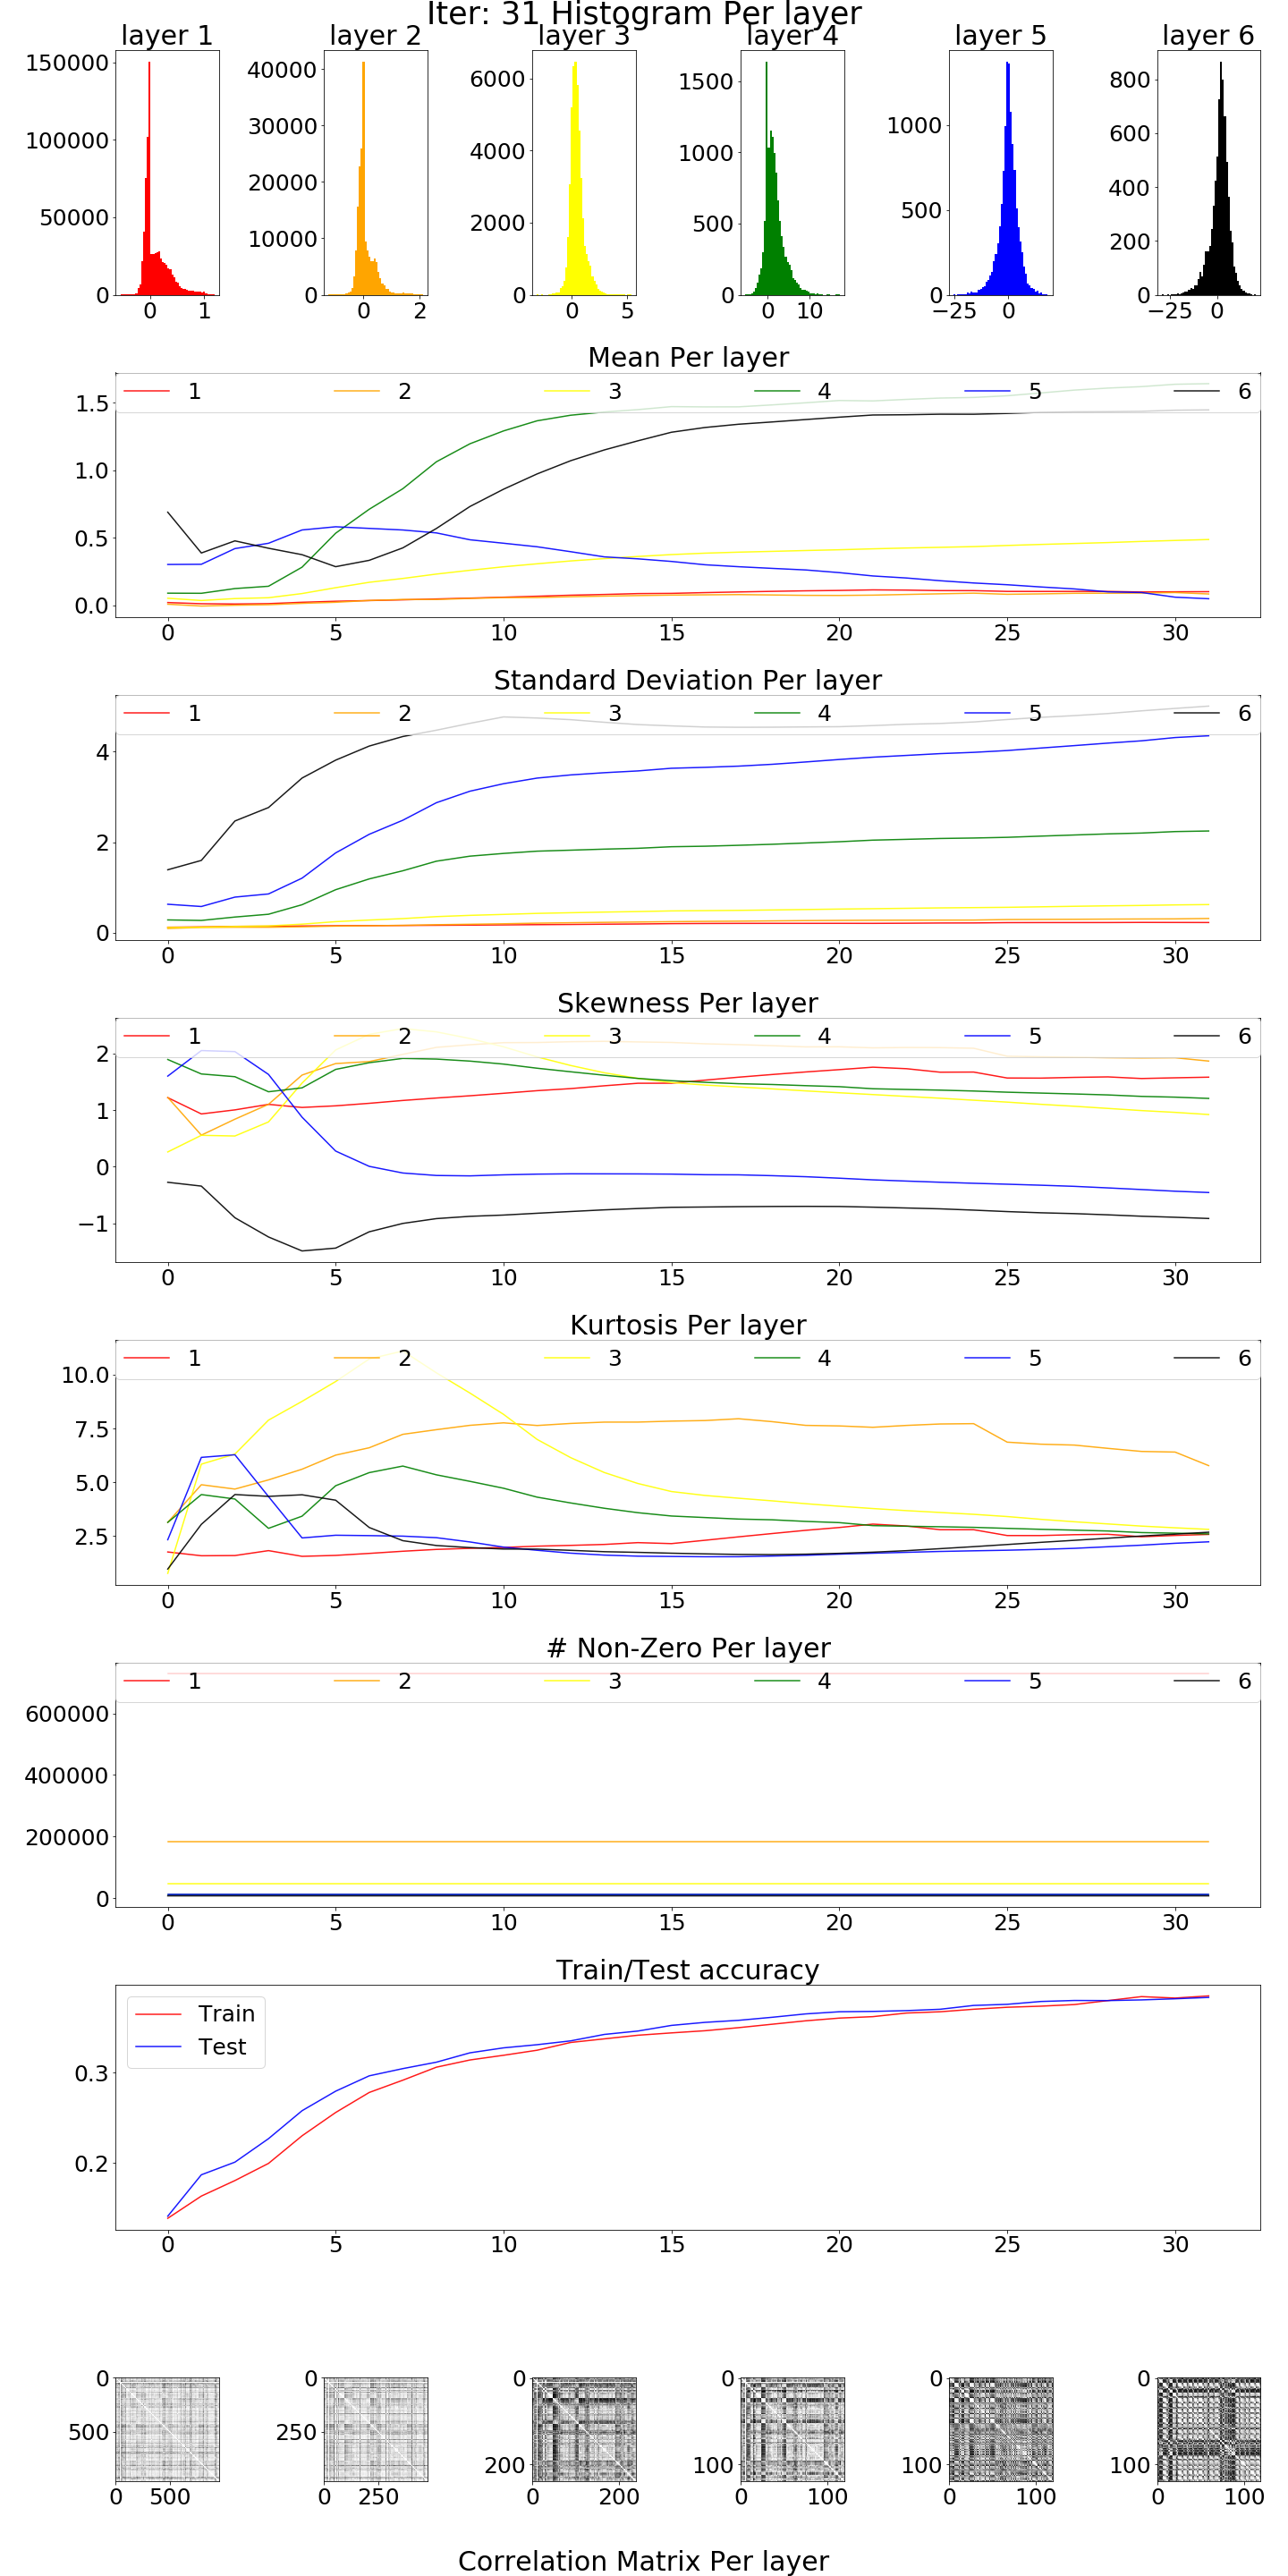 Iter: 31 Histogram Per layer
layer 1 layer 2 layer 3 layer 4 layer 5 layer 6
150000 100000 50000 0 0 1
40000 30000 20000 10000 0 0 2
6000 4000 2000 0 0 5
1500 1000 500 0 0 10
1000 500 0 −25 0
800 600 400 200 0 −25 0
Mean Per layer
1 2 3 4 5 6
1.5
1.0
0.5
0.0
0 5 10 15 20 25 30
Standard Deviation Per layer
1 2 3 4 5 6
4
2
0
0 5 10 15 20 25 30
Skewness Per layer
1 2 3 4 5 6
2
1
0
−1
0 5 10 15 20 25 30
Kurtosis Per layer
1 2 3 4 5 6
10.0
7.5
5.0
2.5
0 5 10 15 20 25 30
# Non-Zero Per layer
1 2 3 4 5 6
600000
400000
200000
0
0 5 10 15 20 25 30
Train/Test accuracy
Train
Test
0.3
0.2
0 5 10 15 20 25 30
0 500 0 500
0 250 0 250
0 200 0 200
0 100 0 100
0 100 0 100
0 100 0 100
Correlation Matrix Per layer